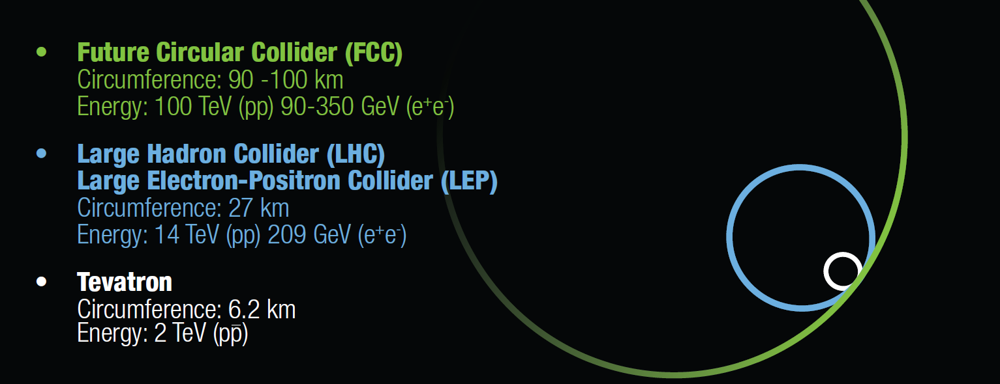 • Future Circular Collider (FCC)
Circumference: 90 -100 km
Energy: 100 TeV (pp) 90-350 GeV (e⁺e⁻)
• Large Hadron Collider (LHC)
Large Electron-Positron Collider (LEP)
Circumference: 27 km
Energy: 14 TeV (pp) 209 GeV (e⁺e⁻)
• Tevatron
Circumference: 6.2 km
Energy: 2 TeV (pp̅)